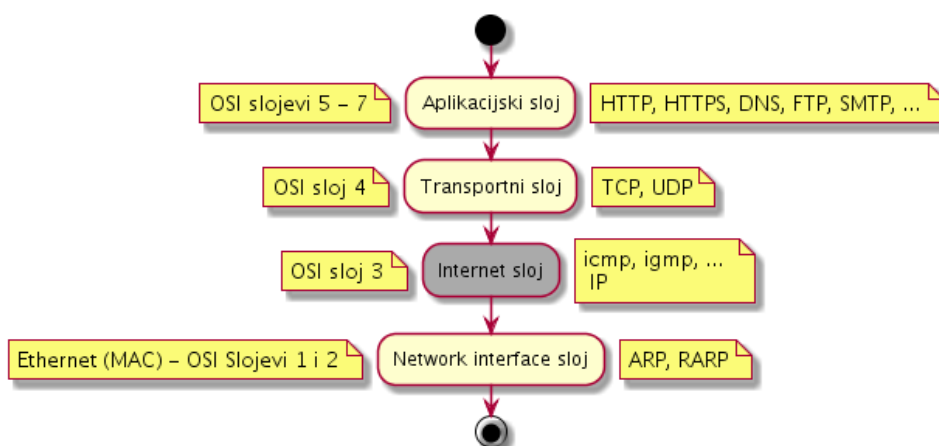 OSI slojevi 5 – 7
Aplikacijski sloj
HTTP, HTTPS, DNS, FTP, SMTP, ...
OSI sloj 4
Transportni sloj
TCP, UDP
OSI sloj 3
Internet sloj
icmp, igmp, ...
IP
Ethernet (MAC) – OSI Slojevi 1 i 2
Network interface sloj
ARP, RARP